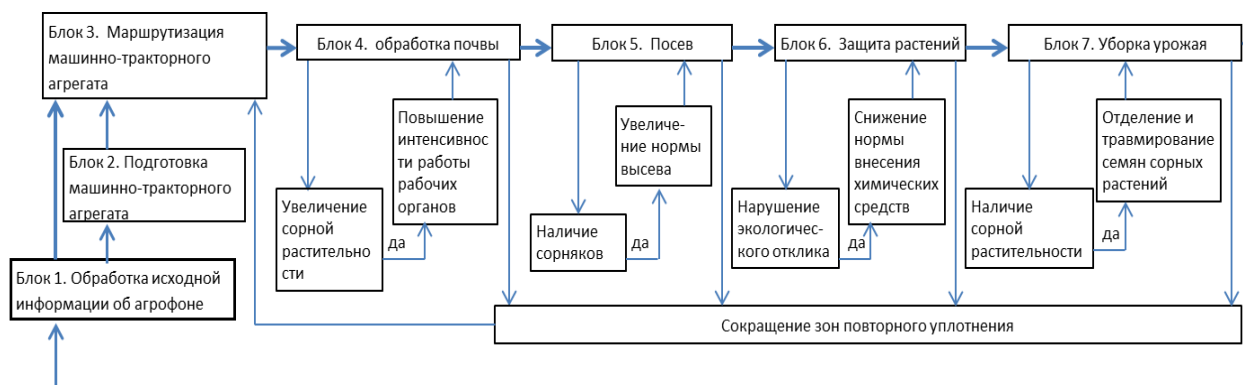 Блок 3. Маршрутизация
машинно-тракторного
агрегата
Блок 4. обработка почвы
Блок 5. Посев
Блок 6. Защита растений
Блок 7. Уборка урожая
Блок 2. Подготовка
машинно-тракторного
агрегата
Блок 1. Обработка исходной
информации об агрофоне
Увеличение
сорной
растительно
сти
да
Повышение
интенсивнос
ти работы
рабочих
органов
Наличие
сорняков
да
Увеличе-
ние нормы
высева
Нарушение
экологичес-
кого отклика
да
Снижение
нормы
внесения
химических
средств
Наличие
сорной
растительности
да
Отделение и
травмирование
семян сорных
растений
Сокращение зон повторного уплотнения